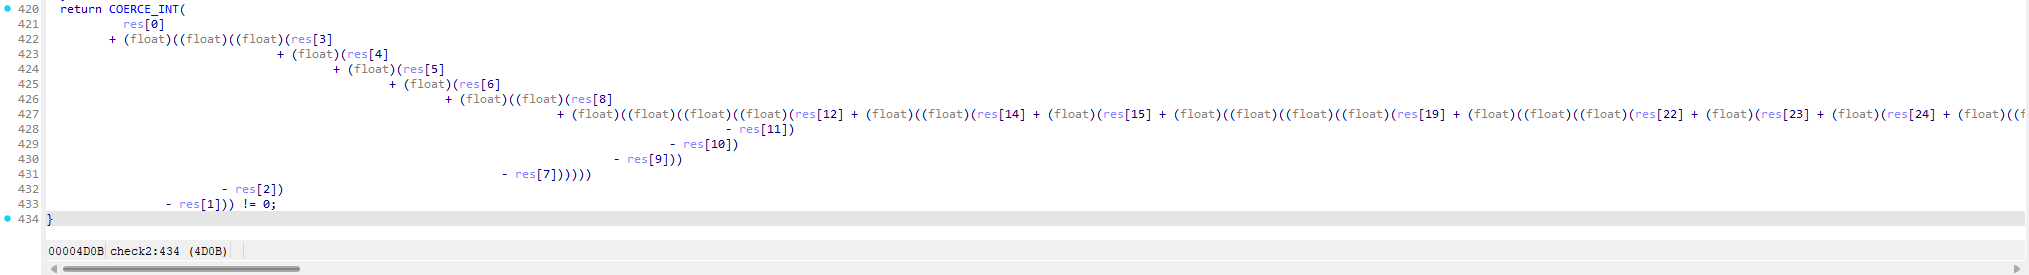 420 return COERCE_INT(
421 res[0]
422 + (float)((float)((float)(res[3]
423 + (float)(res[4]
424 + (float)(res[5]
425 + (float)(res[6]
426 + (float)((float)(res[8]
427 + (float)((float)((float)((float)(res[12] + (float)((float)(res[14] + (float)(res[15] + (float)((float)((float)((float)(res[19] + (float)((float)((float)(res[22] + (float)(res[23] + (float)(res[24] + (float)((f
428 - res[11])
429 - res[10])
430 - res[9]))
431 - res[7]))))))
432 - res[2])
433 - res[1])) != 0;
434 }
00004D0B check2:434 (4D0B)